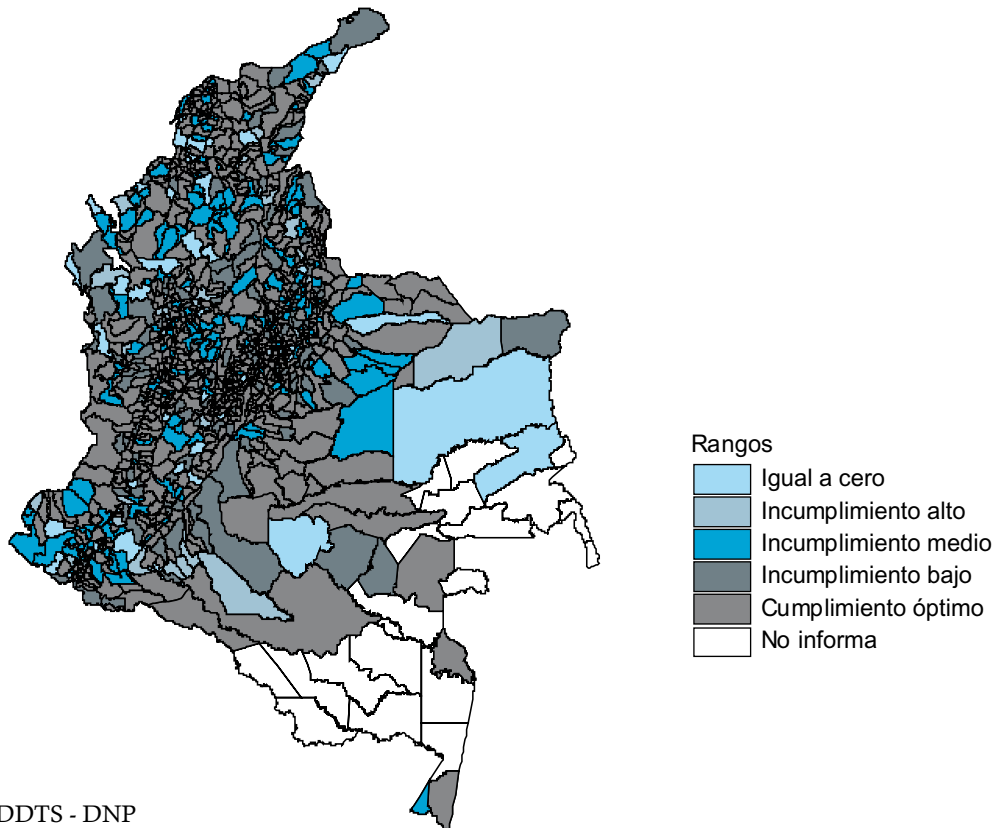 Rangos
Igual a cero
Incumplimiento alto
Incumplimiento medio
Incumplimiento bajo
Cumplimiento óptimo
No informa
DDTS - DNP